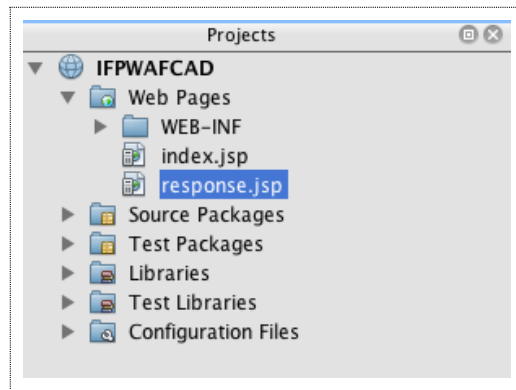 Projects
IFPWAFCAD
Web Pages
WEB-INF
index.jsp
response.jsp
Source Packages
Test Packages
Libraries
Test Libraries
Configuration Files